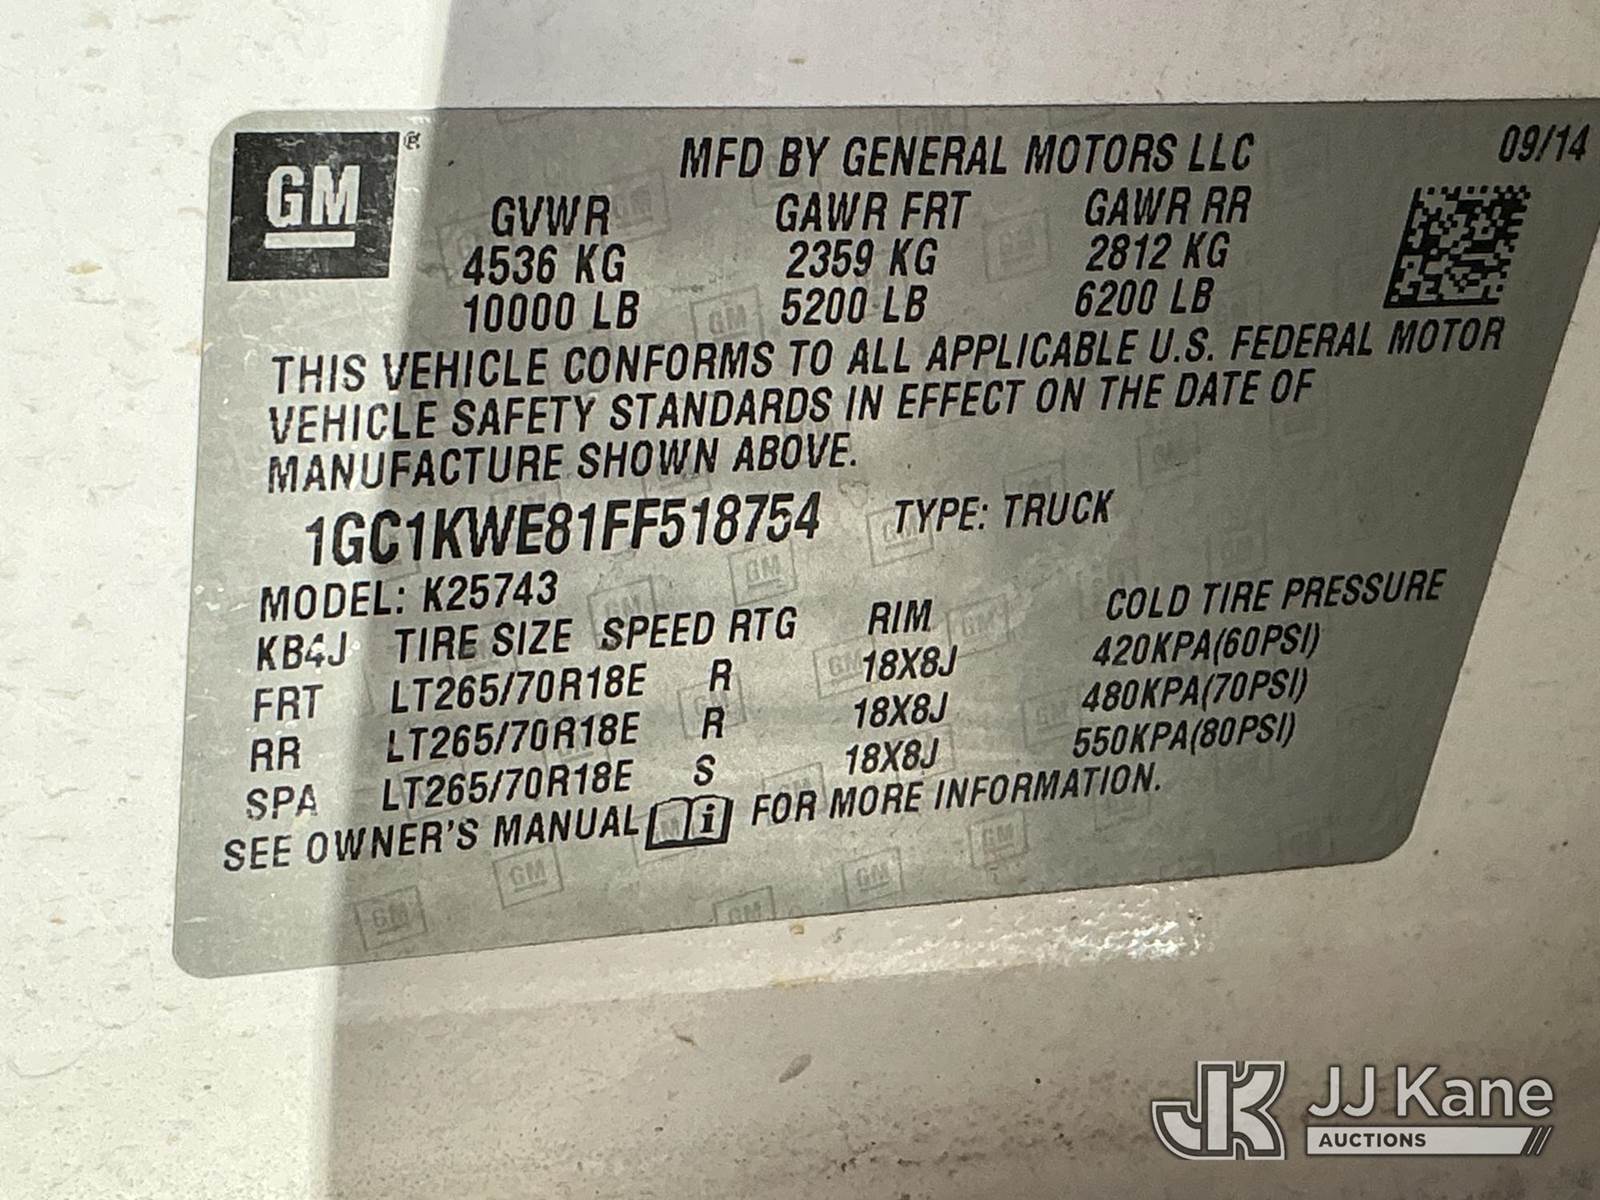 GM
MFD BY GENERAL MOTORS LLC 09/14
GVWR GAWR FRT GAWR RR
4536 KG 2359 KG 2812 KG
10000 LB 5200 LB 6200 LB
THIS VEHICLE CONFORMS TO ALL APPLICABLE U.S. FEDERAL MOTOR
VEHICLE SAFETY STANDARDS IN EFFECT ON THE DATE OF
MANUFACTURE SHOWN ABOVE.
1GC1KWE81FF518754 TYPE: TRUCK
MODEL: K25743
KB4J TIRE SIZE SPEED RTG RIM COLD TIRE PRESSURE
FRT LT265/70R18E R 18X8J 420KPA(60PSI)
RR LT265/70R18E R 18X8J 480KPA(70PSI)
SPA LT265/70R18E S 18X8J 550KPA(80PSI)
SEE OWNER'S MANUAL i FOR MORE INFORMATION.
JK JJ Kane
AUCTIONS